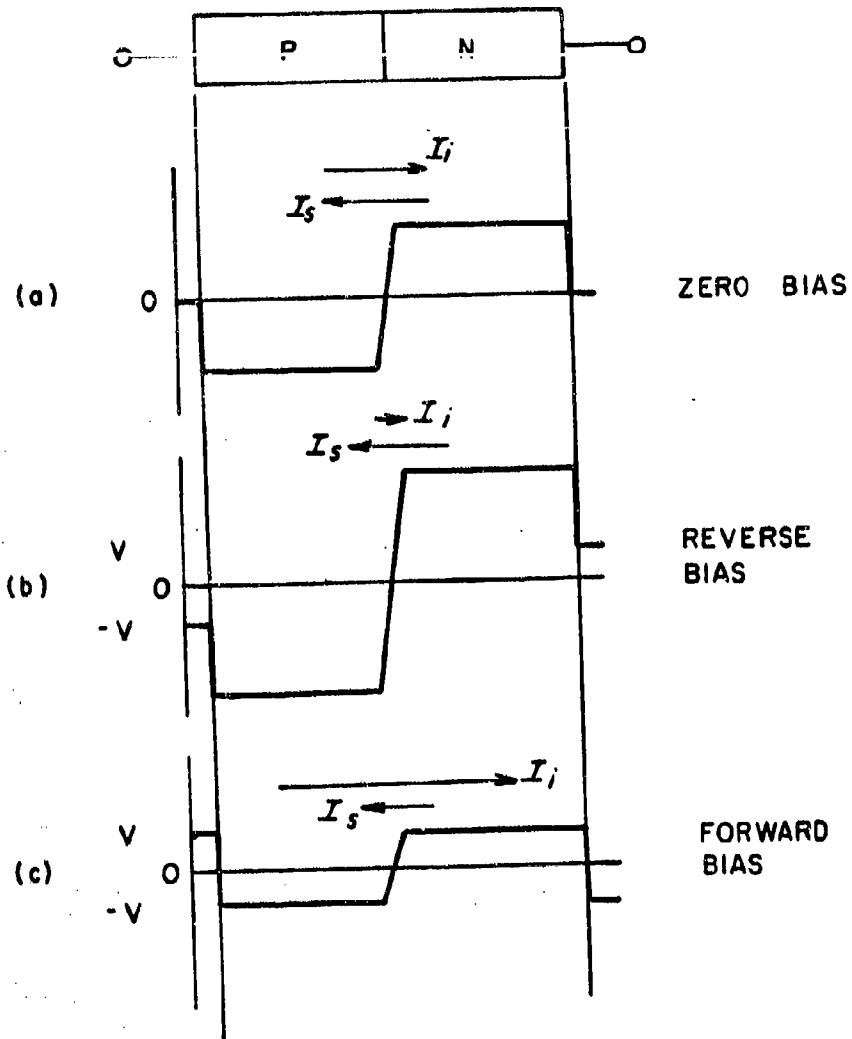 P N
I_i
I_s
(a) 0 ZERO BIAS
I_i
I_s
V REVERSE
(b) 0 BIAS
-V
I_i
I_s
V FORWARD
(c) 0 BIAS
-V